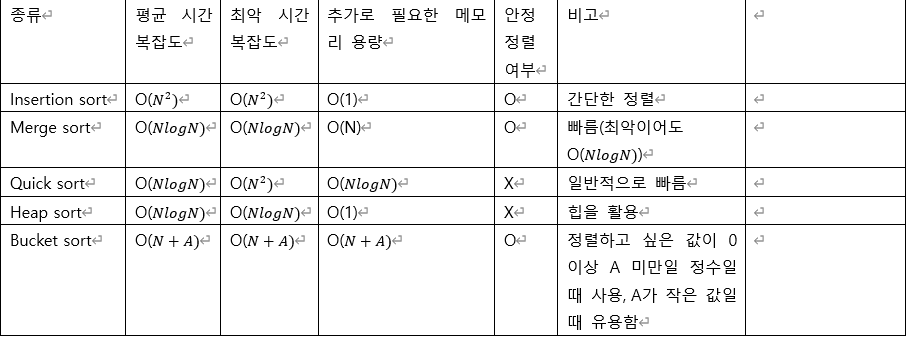 종류 평균 시간 최악 시간 추가로 필요한 메모 안정 비고
복잡도 복잡도 리 용량 정렬
여부
Insertion sort O(N²) O(N²) O(1) O 간단한 정렬
Merge sort O(NlogN) O(NlogN) O(N) O 빠름(최악이어도
O(NlogN))
Quick sort O(NlogN) O(N²) O(NlogN) X 일반적으로 빠름
Heap sort O(NlogN) O(NlogN) O(1) X 힙을 활용
Bucket sort O(N + A) O(N + A) O(N + A) O 정렬하고 싶은 값이 0
이상 A 미만일 정수일
때 사용, A가 작은 값일
때 유용함